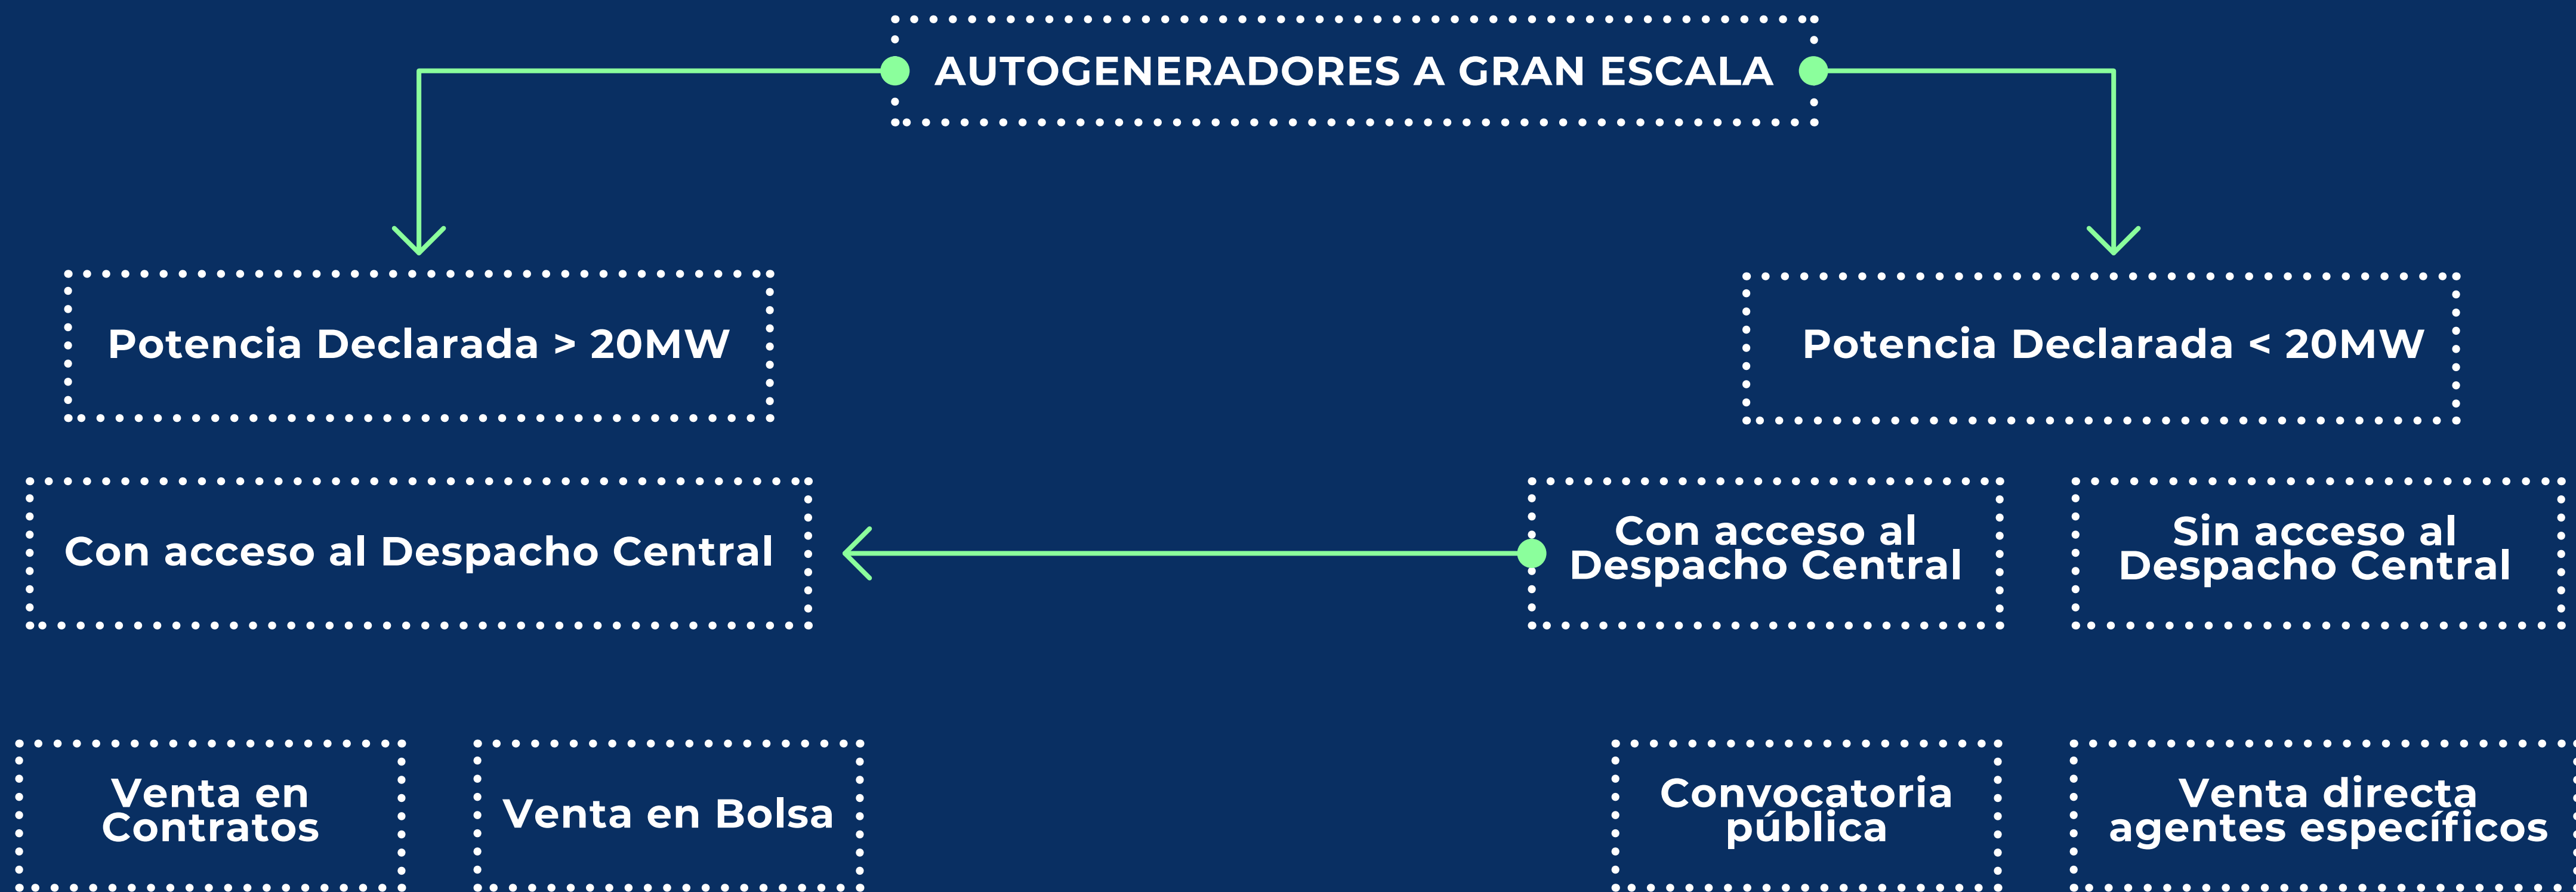 AUTOGENERADORES A GRAN ESCALA
Potencia Declarada > 20MW
Potencia Declarada < 20MW
Con acceso al Despacho Central
Con acceso al
Despacho Central
Sin acceso al
Despacho Central
Venta en
Contratos
Venta en Bolsa
Convocatoria
pública
Venta directa
agentes específicos